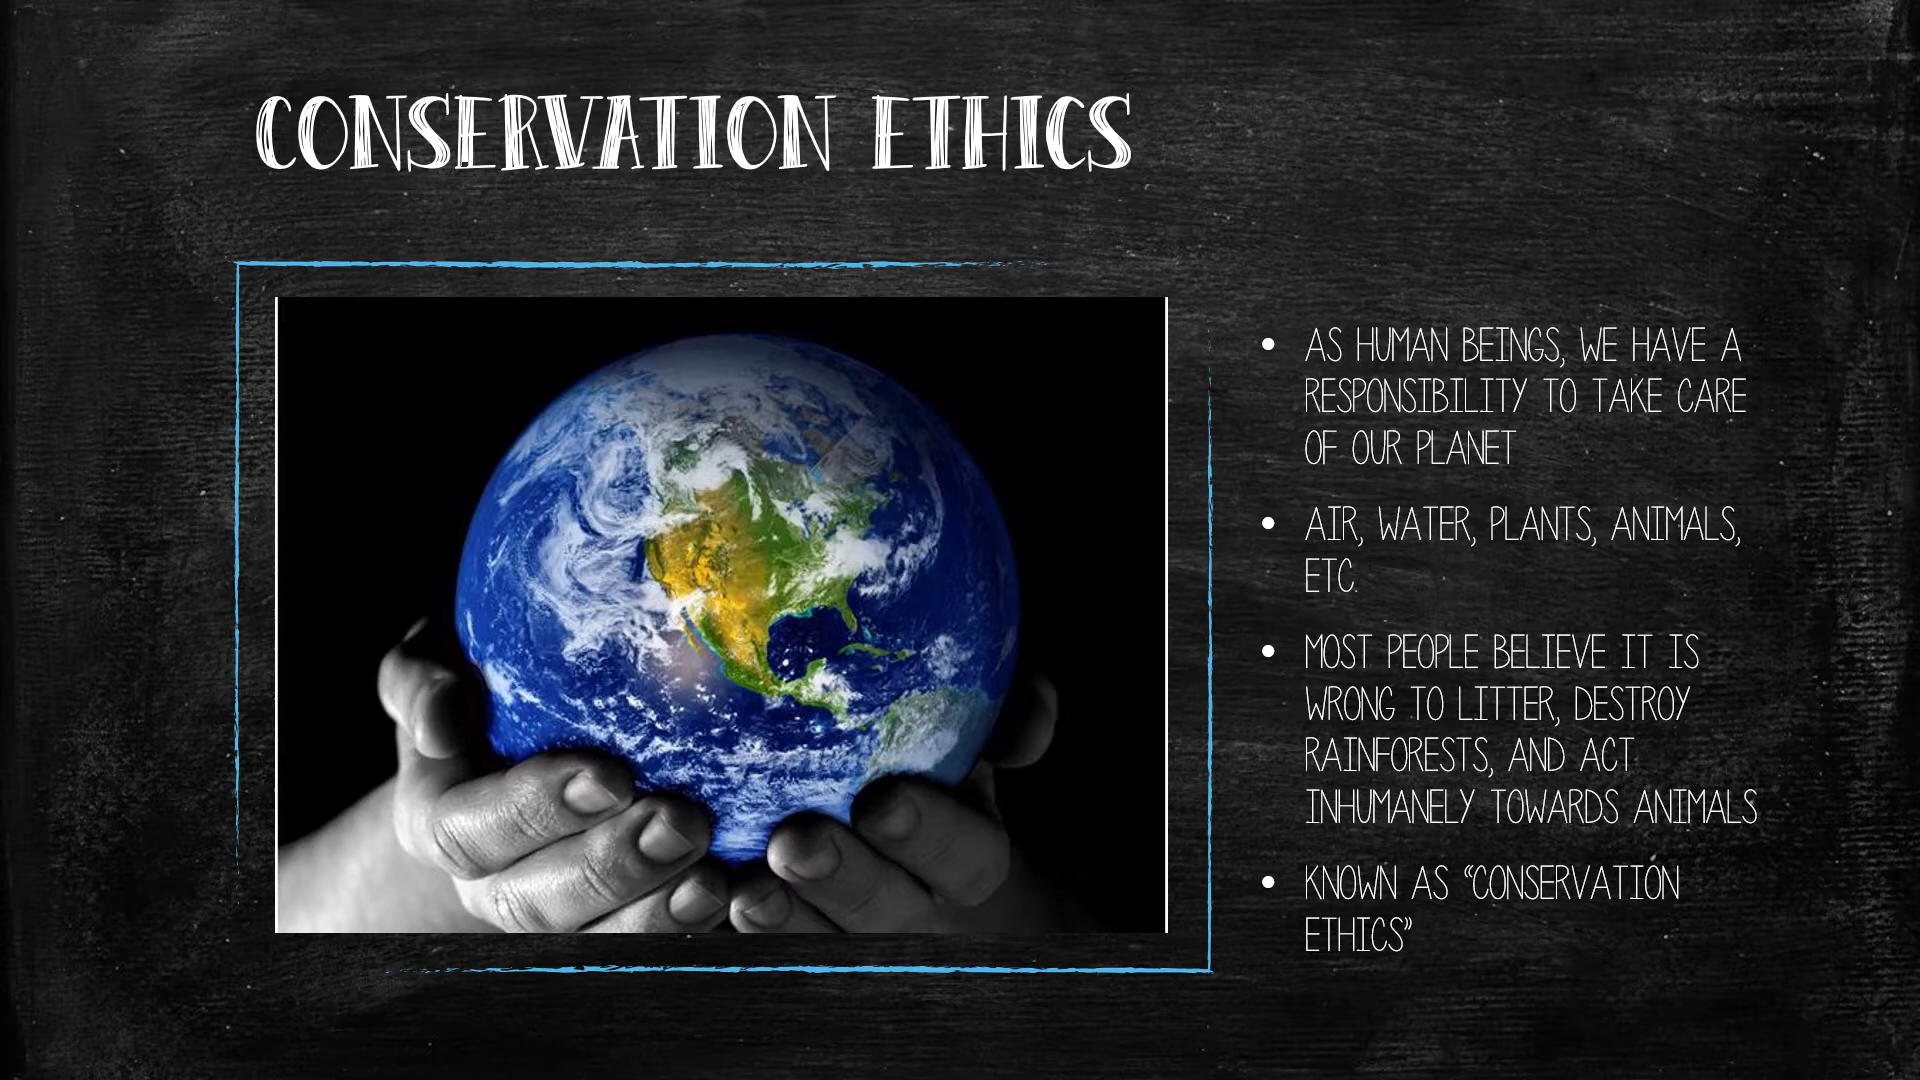 CONSERVATION ETHICS
• AS HUMAN BEINGS, WE HAVE A
RESPONSIBILITY TO TAKE CARE
OF OUR PLANET
• AIR, WATER, PLANTS, ANIMALS,
ETC.
• MOST PEOPLE BELIEVE IT IS
WRONG TO LITTER, DESTROY
RAINFORESTS, AND ACT
INHUMANELY TOWARDS ANIMALS
• KNOWN AS “CONSERVATION
ETHICS”